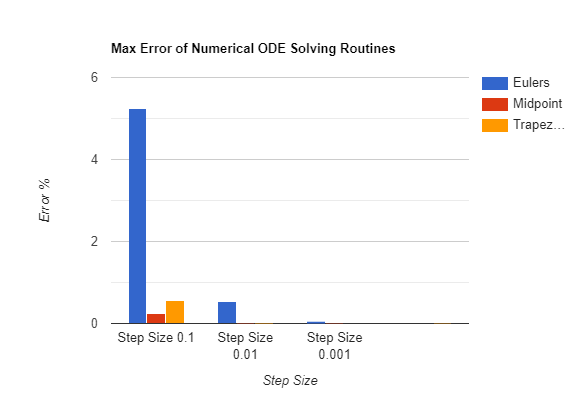 Max Error of Numerical ODE Solving Routines
6
4
2
0
Error %
Eulers
Midpoint
Trapez…
Step Size 0.1
Step Size
0.01
Step Size
0.001
Step Size